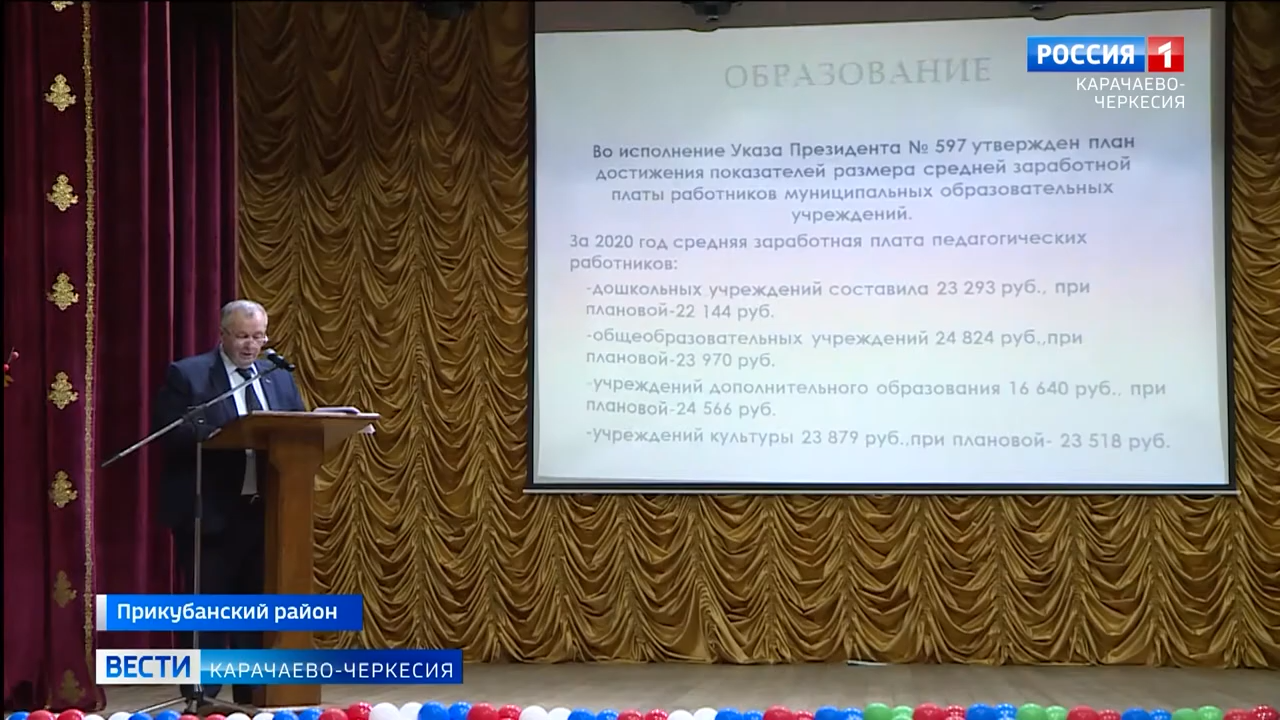 ОБРАЗОВАНИЕ
РОССИЯ 1
КАРАЧАЕВО-
ЧЕРКЕСИЯ
Во исполнение Указа Президента № 597 утвержден план
достижения показателей размера средней заработной
платы работников муниципальных образовательных
учреждений.
За 2020 год средняя заработная плата педагогических
работников:
-дошкольных учреждений составила 23 293 руб., при
плановой-22 144 руб.
-общеобразовательных учреждений 24 824 руб.,при
плановой-23 970 руб.
-учреждений дополнительного образования 16 640 руб., при
плановой-24 566 руб.
-учреждений культуры 23 879 руб.,при плановой- 23 518 руб.
Прикубанский район
ВЕСТИ КАРАЧАЕВО-ЧЕРКЕСИЯ